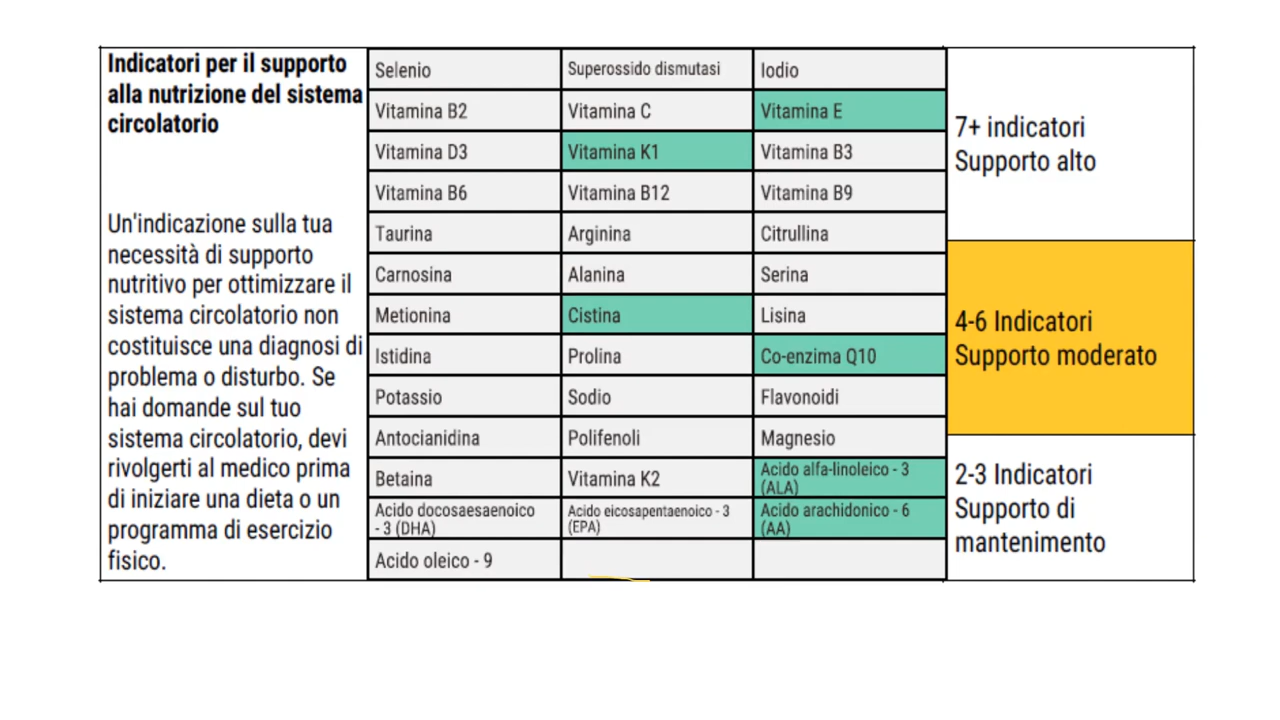 Indicatori per il supporto
alla nutrizione del sistema
circolatorio
Un'indicazione sulla tua
necessità di supporto
nutritivo per ottimizzare il
sistema circolatorio non
costituisce una diagnosi di
problema o disturbo. Se
hai domande sul tuo
sistema circolatorio, devi
rivolgerti al medico prima
di iniziare una dieta o un
programma di esercizio
fisico.
Selenio
Superossido dismutasi
Iodio
Vitamina B2
Vitamina C
Vitamina E
Vitamina D3
Vitamina K1
Vitamina B3
Vitamina B6
Vitamina B12
Vitamina B9
Taurina
Arginina
Citrullina
Carnosina
Alanina
Serina
Metionina
Cistina
Lisina
Istidina
Prolina
Co-enzima Q10
Potassio
Sodio
Flavonoidi
Antocianidina
Polifenoli
Magnesio
Betaina
Vitamina K2
Acido alfa-linoleico - 3
(ALA)
Acido docosaesaenoico
- 3 (DHA)
Acido eicosapentaenoico - 3
(EPA)
Acido arachidonico - 6
(AA)
Acido oleico - 9
7+ indicatori
Supporto alto
4-6 Indicatori
Supporto moderato
2-3 Indicatori
Supporto di
mantenimento